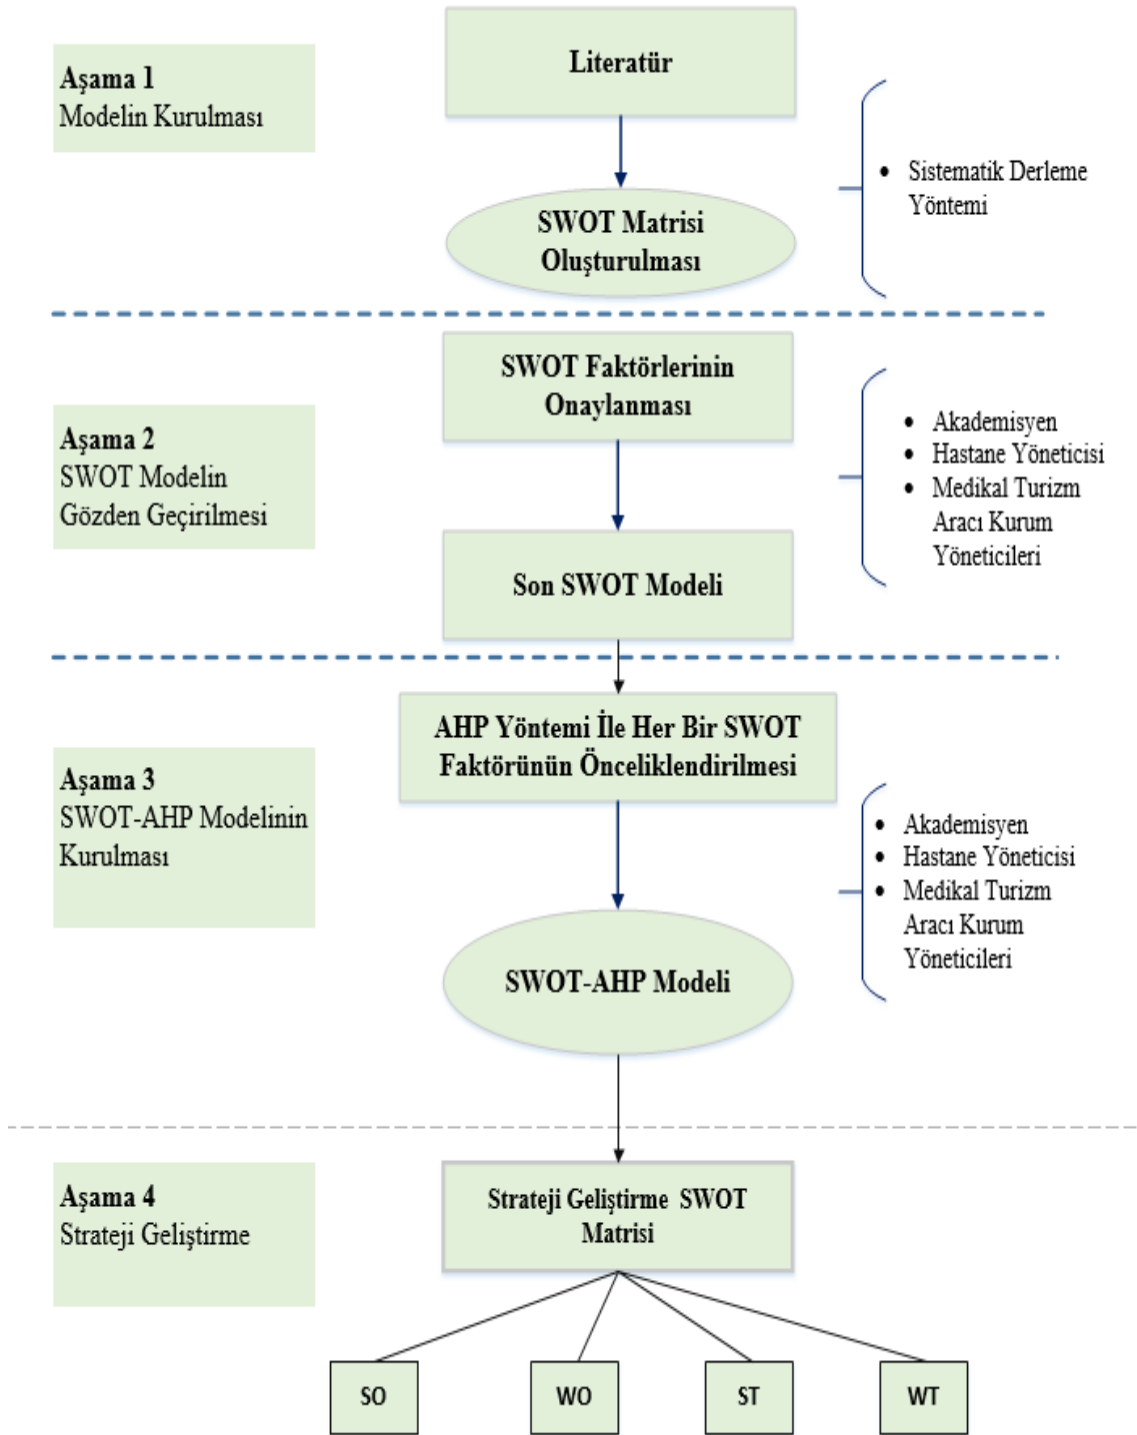 Aşama 1
Modelin Kurulması
Literatür
SWOT Matrisi
Oluşturulması
• Sistematik Derleme
Yöntemi
Aşama 2
SWOT Modelin
Gözden Geçirilmesi
SWOT Faktörlerinin
Onaylanması
Son SWOT Modeli
• Akademisyen
• Hastane Yöneticisi
• Medikal Turizm
Aracı Kurum
Yöneticileri
Aşama 3
SWOT-AHP Modelinin
Kurulması
AHP Yöntemi İle Her Bir SWOT
Faktörünün Önceliklendirilmesi
SWOT-AHP Modeli
• Akademisyen
• Hastane Yöneticisi
• Medikal Turizm
Aracı Kurum
Yöneticileri
Aşama 4
Strateji Geliştirme
Strateji Geliştirme SWOT
Matrisi
SO
WO
ST
WT